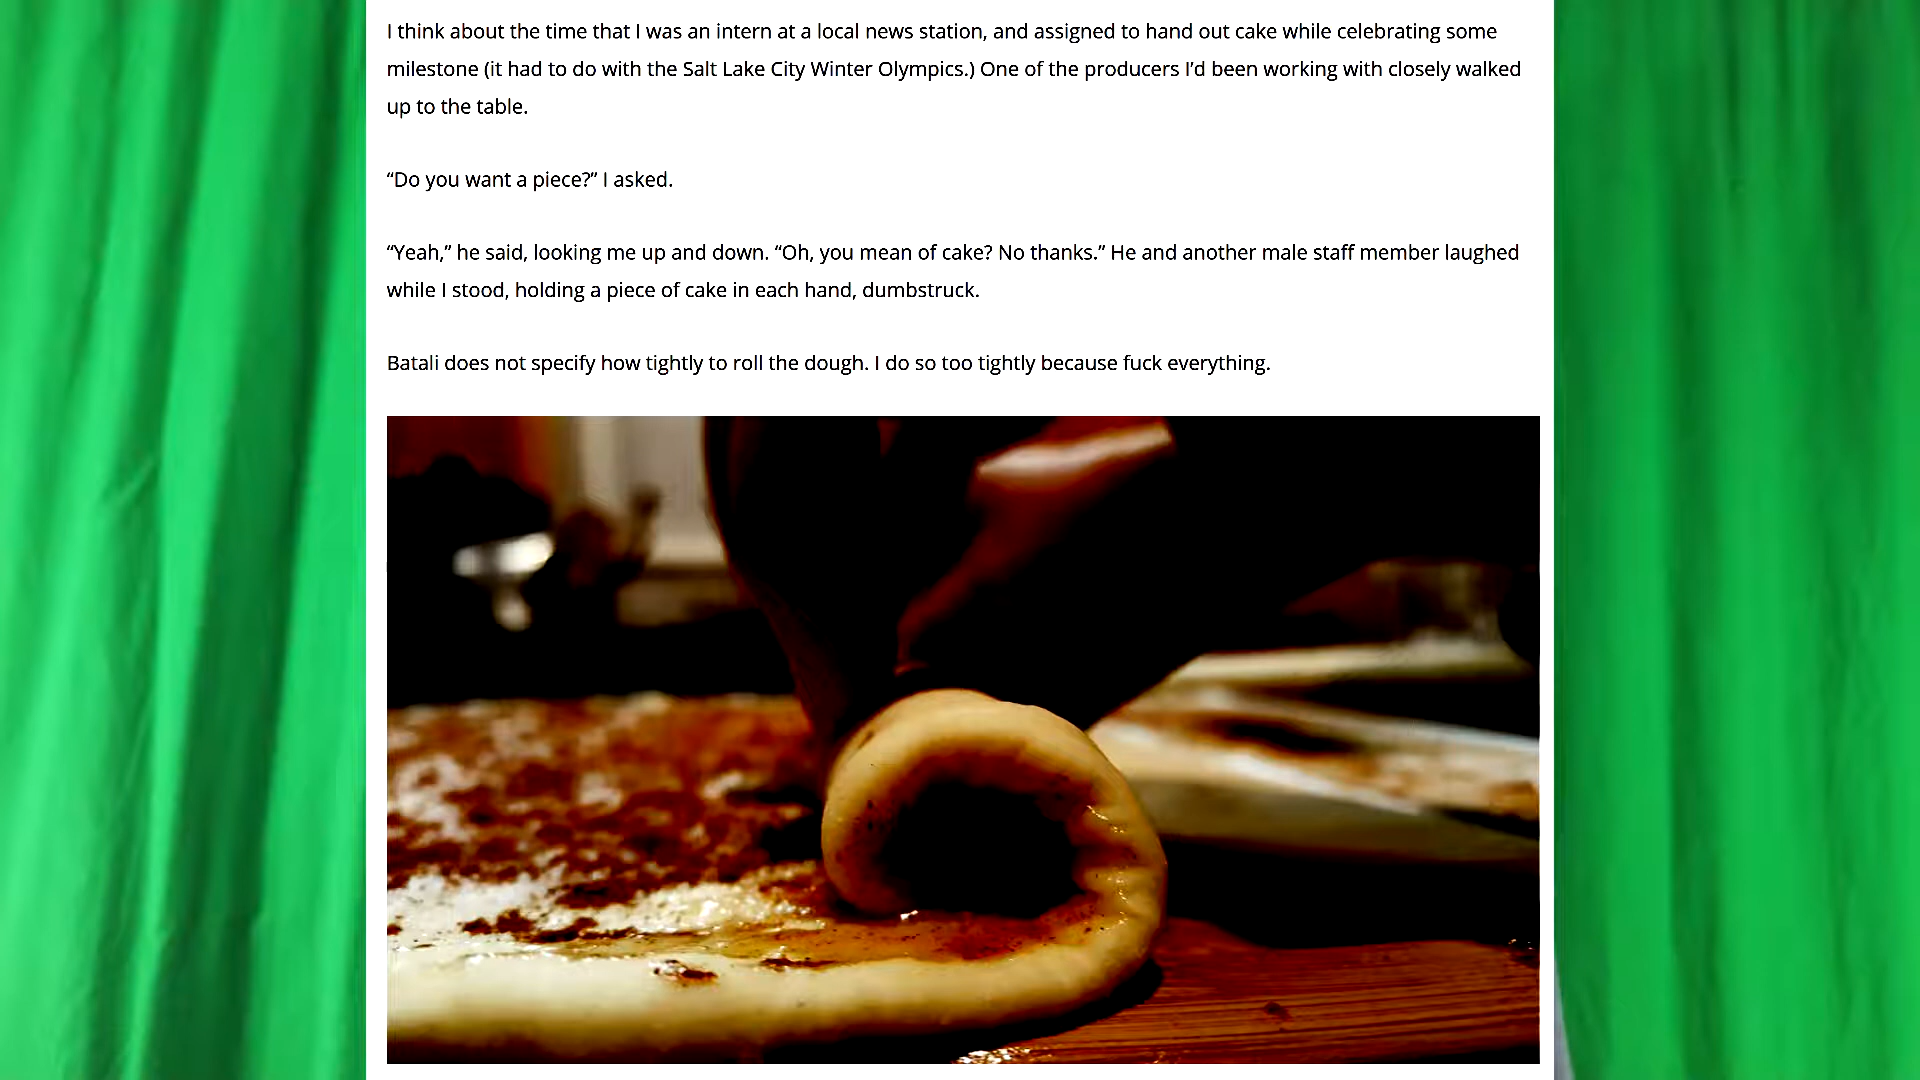 I think about the time that I was an intern at a local news station, and assigned to hand out cake while celebrating some
milestone (it had to do with the Salt Lake City Winter Olympics.) One of the producers I’d been working with closely walked
up to the table.
“Do you want a piece?” I asked.
“Yeah,” he said, looking me up and down. “Oh, you mean of cake? No thanks.” He and another male staff member laughed
while I stood, holding a piece of cake in each hand, dumbstruck.
Batali does not specify how tightly to roll the dough. I do so too tightly because fuck everything.